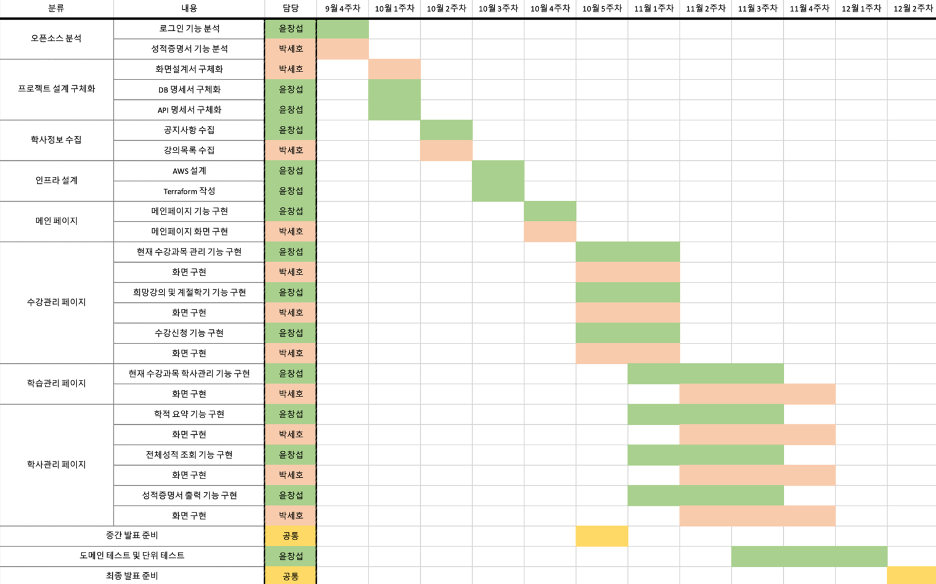 분류 내용 담당 9월 4주차 10월 1주차 10월 2주차 10월 3주차 10월 4주차 10월 5주차 11월 1주차 11월 2주차 11월 3주차 11월 4주차 12월 1주차 12월 2주차
오픈소스 분석 로그인 기능 분석 윤창섭
성적증명서 기능 분석 박세호
프로젝트 설계 구체화 화면설계서 구체화 박세호
DB 명세서 구체화 윤창섭
API 명세서 구체화 윤창섭
학사정보 수집 공지사항 수집 윤창섭
강의목록 수집 박세호
인프라 설계 AWS 설계 윤창섭
Terraform 작성 윤창섭
메인 페이지 메인페이지 기능 구현 윤창섭
메인페이지 화면 구현 박세호
수강관리 페이지 현재 수강과목 관리 기능 구현 윤창섭
화면 구현 박세호
희망강의 및 계절학기 기능 구현 윤창섭
화면 구현 박세호
수강신청 기능 구현 윤창섭
화면 구현 박세호
학습관리 페이지 현재 수강과목 학사관리 기능 구현 윤창섭
화면 구현 박세호
학사관리 페이지 학적 요약 기능 구현 윤창섭
화면 구현 박세호
전체성적 조회 기능 구현 윤창섭
화면 구현 박세호
성적증명서 출력 기능 구현 윤창섭
화면 구현 박세호
중간 발표 준비 공통
도메인 테스트 및 단위 테스트 윤창섭
최종 발표 준비 공통